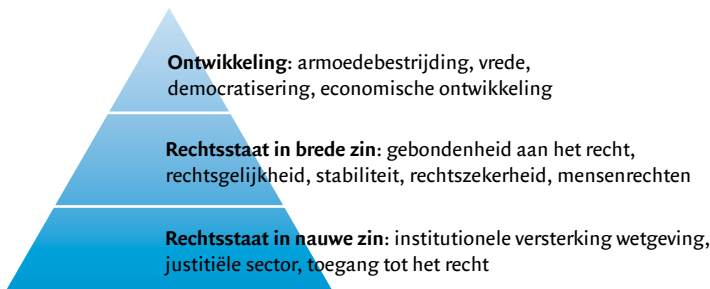 Ontwikkeling: armoedebestrijding, vrede,
democratisering, economische ontwikkeling
Rechtsstaat in brede zin: gebondenheid aan het recht,
rechtsgelijkheid, stabiliteit, rechtszekerheid, mensenrechten
Rechtsstaat in nauwe zin: institutionele versterking wetgeving,
justitiële sector, toegang tot het recht